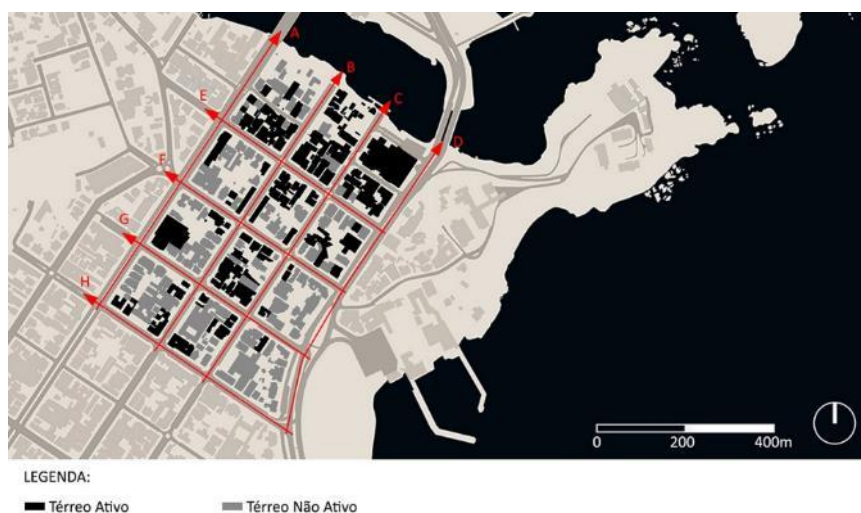 A
B
C
D
E
F
G
H
0 200 400m
LEGENDA:
Térreo Ativo Térreo Não Ativo